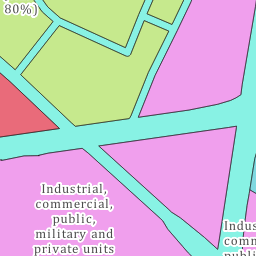 80%)
Industrial,
commercial,
public,
military and
private units
Indus
comm
publi